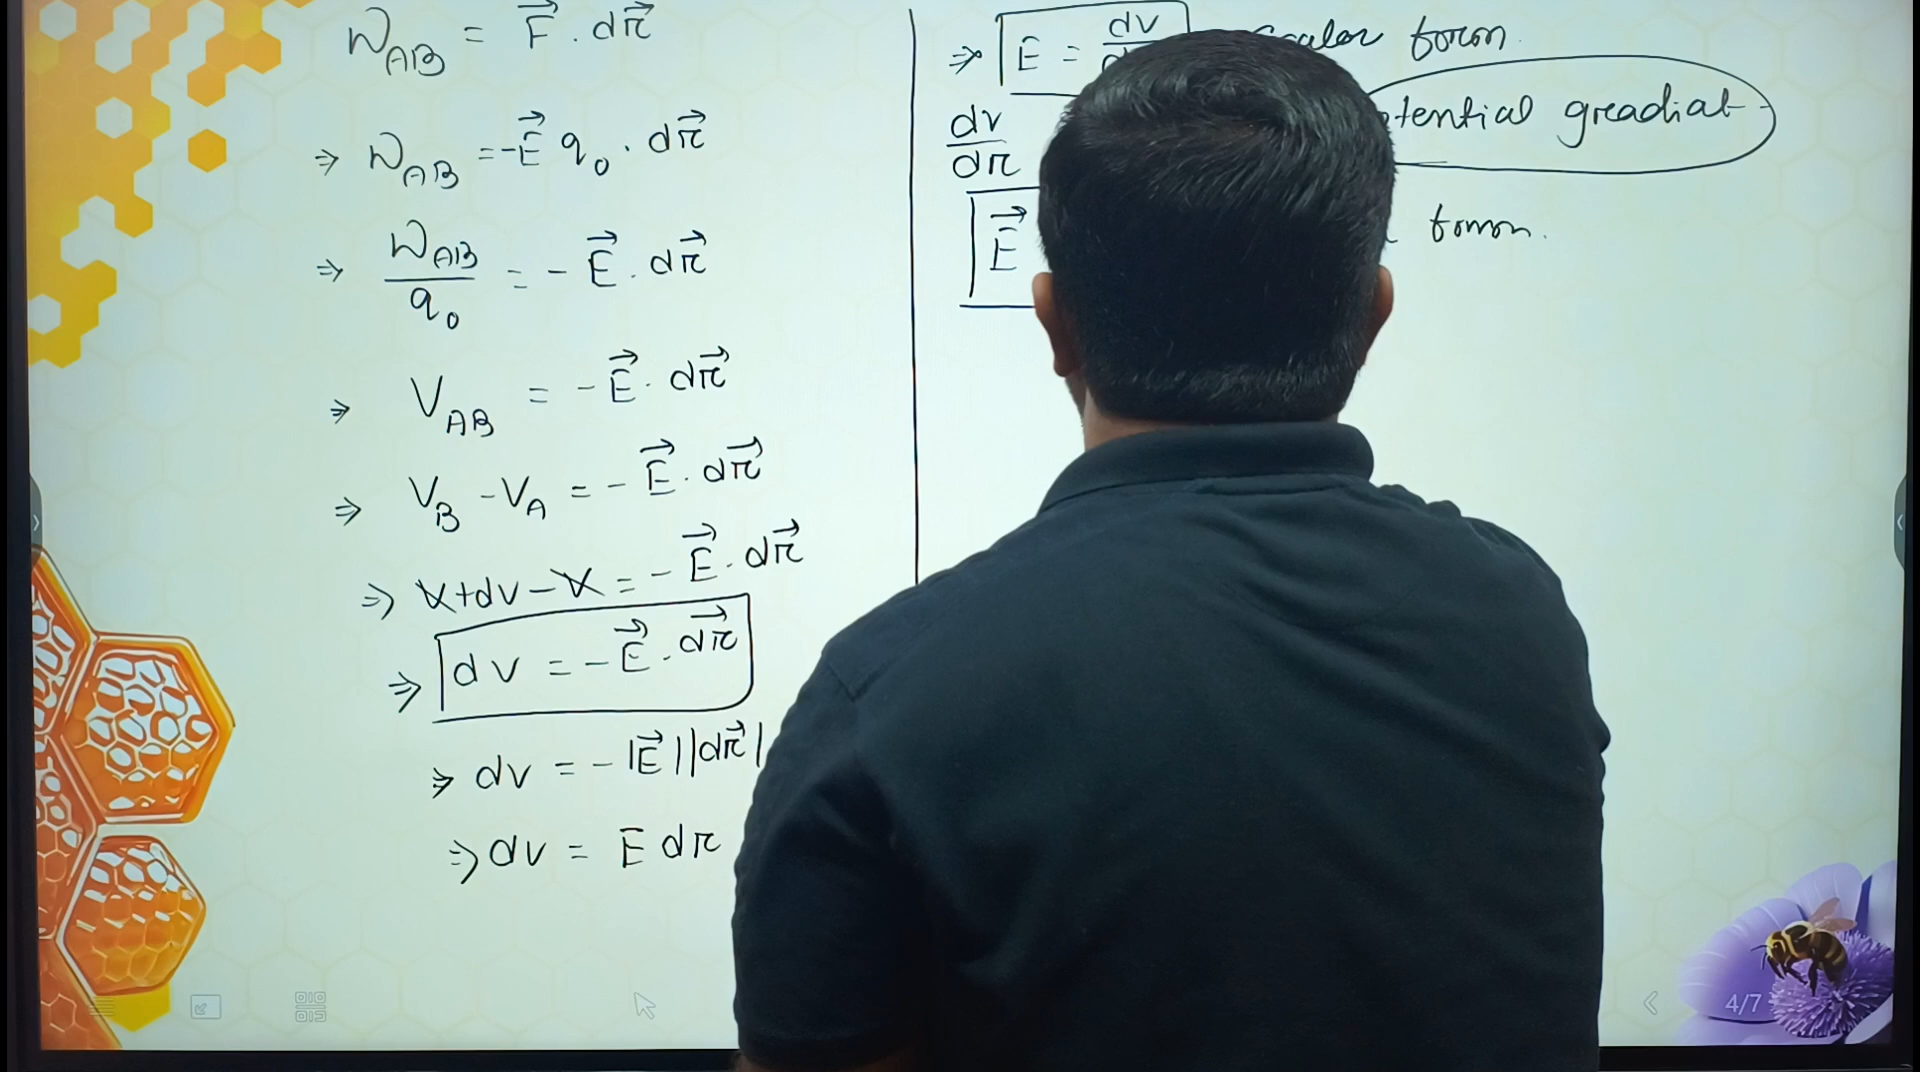 W_AB = F⃗ . dr⃗
⇒ W_AB = -E⃗ q₀ . dr⃗
⇒ W_AB / q₀ = - E⃗ . dr⃗
⇒ V_AB = - E⃗ . dr⃗
⇒ V_B - V_A = - E⃗ . dr⃗
⇒ V+dv-V = - E⃗ . dr⃗
⇒ dv = - E⃗ . dr⃗
⇒ dv = - |E⃗| |dr⃗|
⇒ dv = E dr
⇒ E = dv
form.
dv/dr
tential greadiat
E⃗
form.
4/7